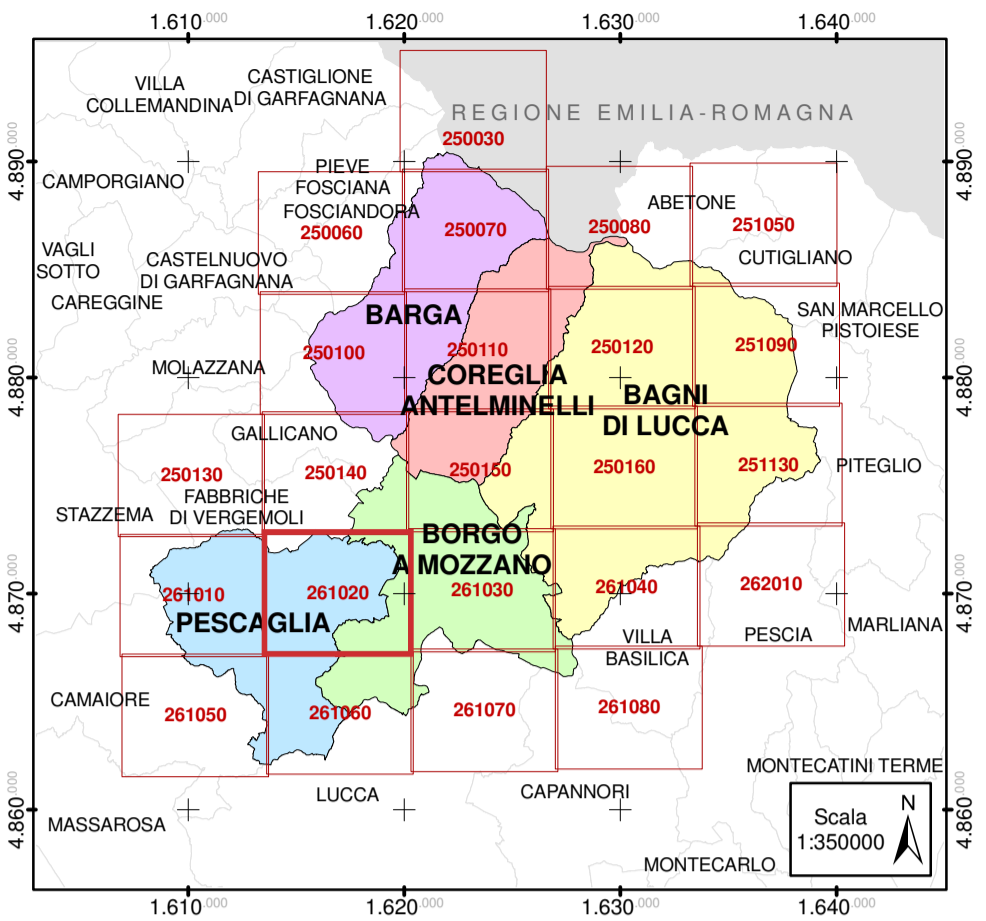 1.610.000 1.620.000 1.630.000 1.640.000
VILLA
COLLEMANDINA
CASTIGLIONE
DI GARFAGNANA
REGIONE EMILIA-ROMAGNA
250030
4.890.000
4.890.000
CAMPORGIANO
PIEVE
FOSCIANA
FOSCIANDORA
250060
250070
250080
ABETONE
251050
CUTIGLIANO
VAGLI
SOTTO
CAREGGINE
CASTELNUOVO
DI GARFAGNANA
BARGA
SAN MARCELLO
PISTOIESE
250100
250110
250120
251090
MOLAZZANA
4.880.000
4.880.000
COREGLIA
ANTELMINELLI
BAGNI
DI LUCCA
GALLICANO
250130
250140
250150
250160
251130
PITEGLIO
FABBRICHE
DI VERGEMOLI
STAZZEMA
BORGO
A MOZZANO
4.870.000
4.870.000
261010
261020
261030
261040
262010
PESCAGLIA
VILLA
BASILICA
PESCIA
MARLIANA
CAMAIORE
261050
261060
261070
261080
MONTECATINI TERME
LUCCA
CAPANNORI
4.860.000
4.860.000
MASSAROSA
MONTECARLO
Scala
1:350000
N
1.610.000 1.620.000 1.630.000 1.640.000